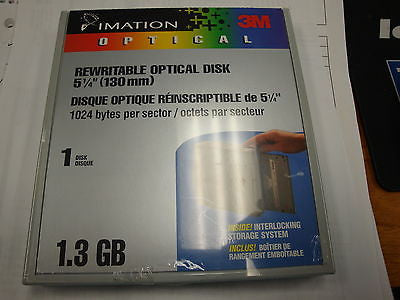 IMATION 3M
OPTICAL
REWRITABLE OPTICAL DISK
5¼" (130mm)
DISQUE OPTIQUE RÉINSCRIPTIBLE de 5¼"
1024 bytes per sector / octets par secteur
1 DISK
DISQUE
INSIDE! INTERLOCKING
STORAGE SYSTEM
INCLUS! BOÎTIER DE
RANGEMENT EMBOÎTABLE
1.3 GB